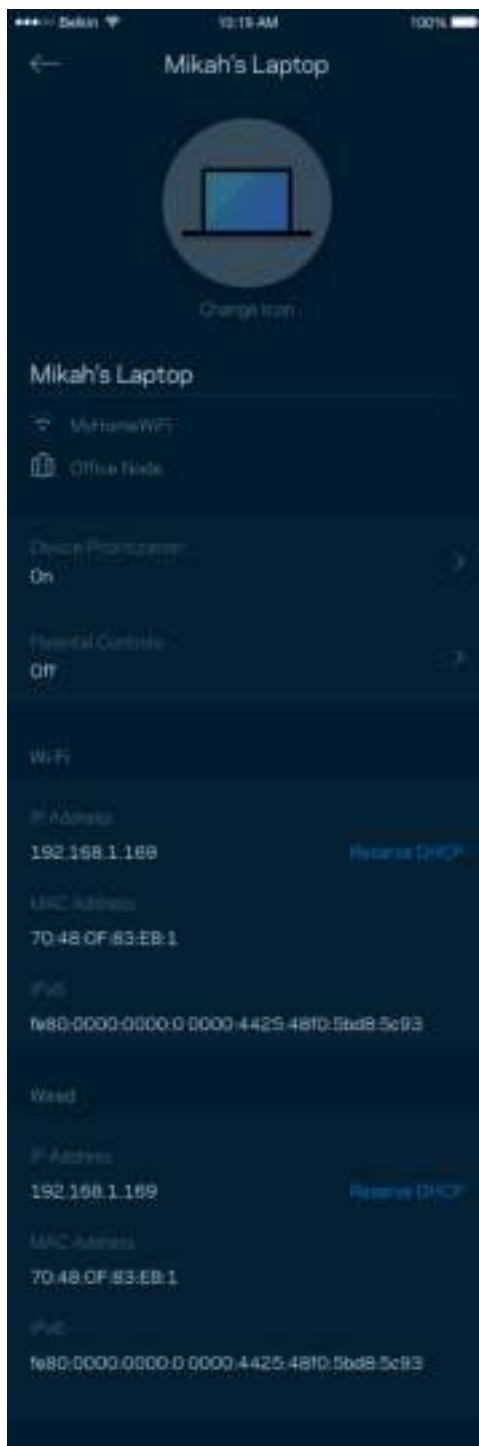 Belkin 10:19 AM 100%
Mikah's Laptop
Change Icon
Mikah's Laptop
MyHomeWiFi
Office Node
Device Prioritization
On
Parental Controls
Off
Wi-Fi
IP Address
192.168.1.169 Reserve DHCP
MAC Address
70:48:0F:83:EB:1
IPv6
fe80:0000:0000:0 0000:4425:48f0:5bd8:5c93
Wired
IP Address
192.168.1.169 Reserve DHCP
MAC Address
70:48:0F:83:EB:1
IPv6
fe80:0000:0000:0 0000:4425:48f0:5bd8:5c93